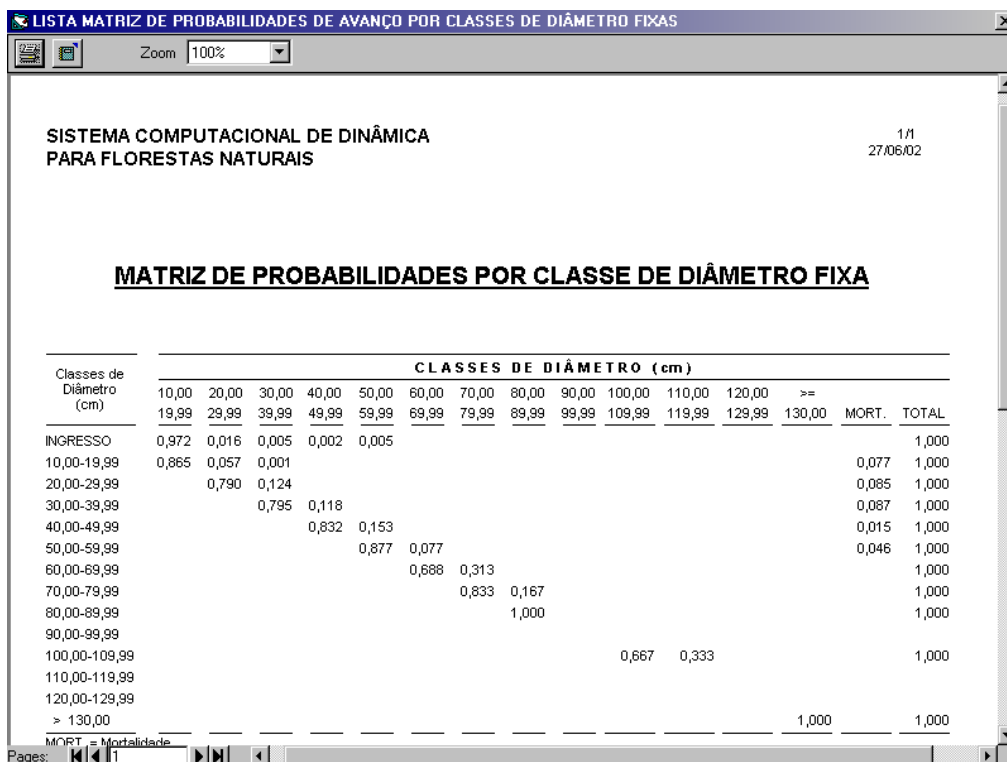 LISTA MATRIZ DE PROBABILIDADES DE AVANÇO POR CLASSES DE DIÂMETRO FIXAS
Zoom 100%
SISTEMA COMPUTACIONAL DE DINÂMICA
PARA FLORESTAS NATURAIS
1/1
27/06/02
MATRIZ DE PROBABILIDADES POR CLASSE DE DIÂMETRO FIXA
Classes de
Diâmetro
(cm)
CLASSES DE DIÂMETRO (cm)
10,00 20,00 30,00 40,00 50,00 60,00 70,00 80,00 90,00 100,00 110,00 120,00 >=
19,99 29,99 39,99 49,99 59,99 69,99 79,99 89,99 99,99 109,99 119,99 129,99 130,00 MORT. TOTAL
INGRESSO 0,972 0,016 0,005 0,002 0,005 1,000
10,00-19,99 0,865 0,057 0,001 0,077 1,000
20,00-29,99 0,790 0,124 0,085 1,000
30,00-39,99 0,795 0,118 0,087 1,000
40,00-49,99 0,832 0,153 0,015 1,000
50,00-59,99 0,877 0,077 0,046 1,000
60,00-69,99 0,688 0,313 1,000
70,00-79,99 0,833 0,167 1,000
80,00-89,99 1,000 1,000
90,00-99,99
100,00-109,99 0,667 0,333 1,000
110,00-119,99
120,00-129,99
> 130,00 1,000 1,000
MORT. = Mortalidade
Pages: 1